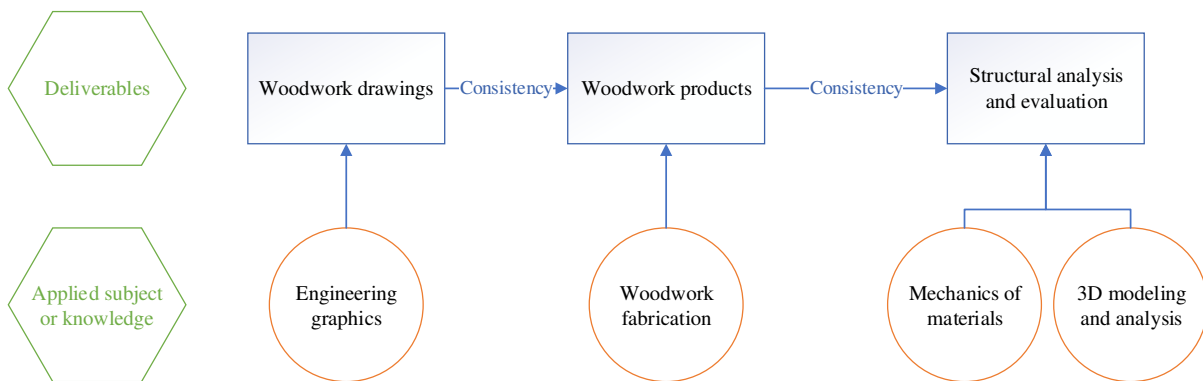 Deliverables
Woodwork drawings
Consistency
Woodwork products
Consistency
Structural analysis
and evaluation
Applied subject
or knowledge
Engineering
graphics
Woodwork
fabrication
Mechanics of
materials
3D modeling
and analysis